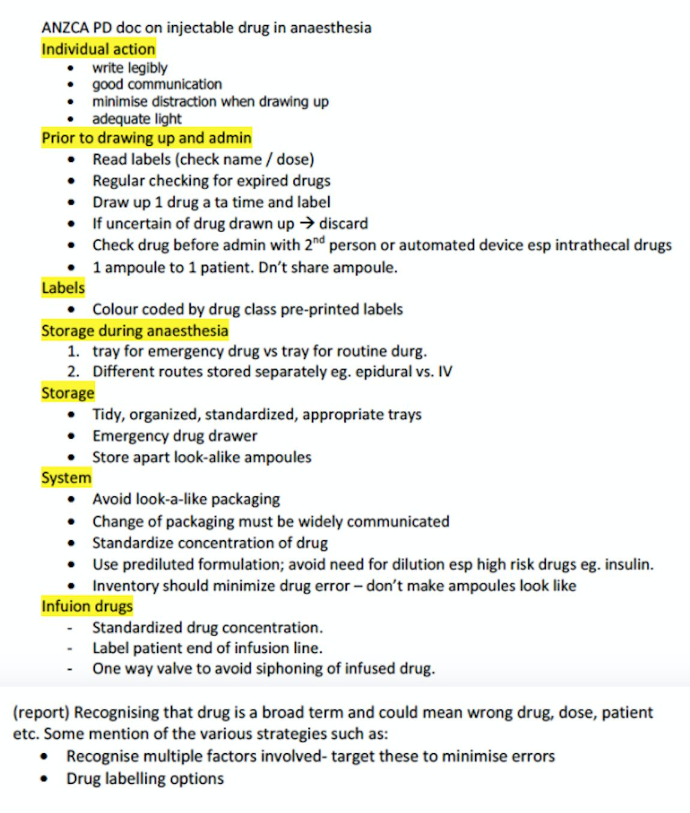 ANZCA PD doc on injectable drug in anaesthesia
Individual action
• write legibly
• good communication
• minimise distraction when drawing up
• adequate light
Prior to drawing up and admin
• Read labels (check name / dose)
• Regular checking for expired drugs
• Draw up 1 drug a ta time and label
• If uncertain of drug drawn up → discard
• Check drug before admin with 2nd person or automated device esp intrathecal drugs
• 1 ampoule to 1 patient. Dn't share ampoule.
Labels
• Colour coded by drug class pre-printed labels
Storage during anaesthesia
1. tray for emergency drug vs tray for routine durg.
2. Different routes stored separately eg. epidural vs. IV
Storage
• Tidy, organized, standardized, appropriate trays
• Emergency drug drawer
• Store apart look-alike ampoules
System
• Avoid look-a-like packaging
• Change of packaging must be widely communicated
• Standardize concentration of drug
• Use prediluted formulation; avoid need for dilution esp high risk drugs eg. insulin.
• Inventory should minimize drug error – don't make ampoules look like
Infuion drugs
- Standardized drug concentration.
- Label patient end of infusion line.
- One way valve to avoid siphoning of infused drug.
(report) Recognising that drug is a broad term and could mean wrong drug, dose, patient
etc. Some mention of the various strategies such as:
• Recognise multiple factors involved- target these to minimise errors
• Drug labelling options